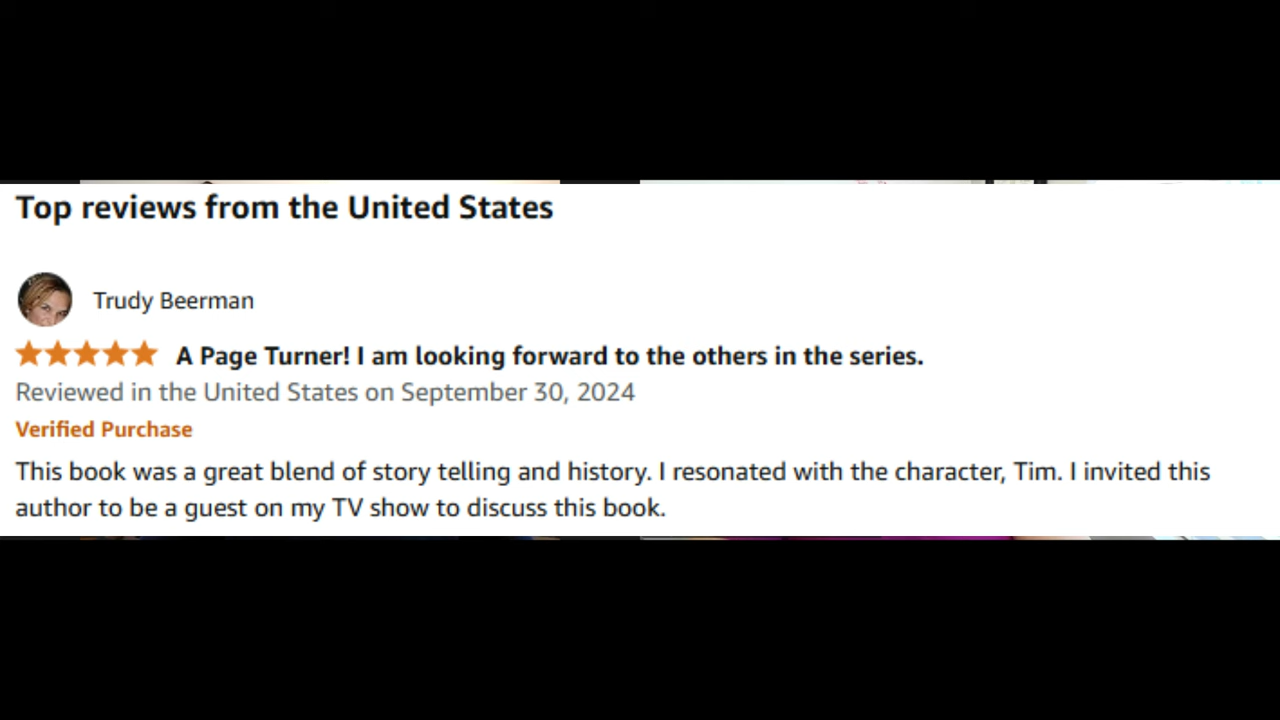 Top reviews from the United States
Trudy Beerman
A Page Turner! I am looking forward to the others in the series.
Reviewed in the United States on September 30, 2024
Verified Purchase
This book was a great blend of story telling and history. I resonated with the character, Tim. I invited this
author to be a guest on my TV show to discuss this book.